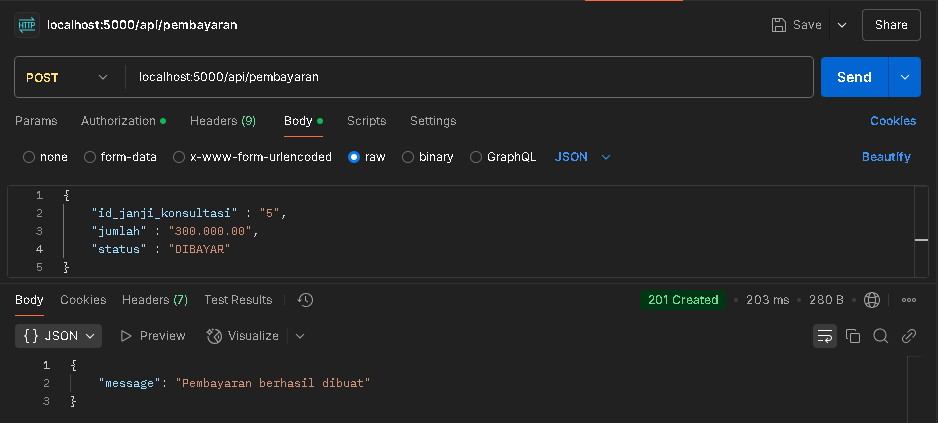 HTTP localhost:5000/api/pembayaran Save Share
POST localhost:5000/api/pembayaran Send
Params Authorization Headers (9) Body Scripts Settings Cookies
none form-data x-www-form-urlencoded raw binary GraphQL JSON Beautify
1 {
2 "id_janji_konsultasi" : "5",
3 "jumlah" : "300.000.00",
4 "status" : "DIBAYAR"
5 }
Body Cookies Headers (7) Test Results 201 Created • 203 ms • 280 B
{} JSON Preview Visualize
1 {
2 "message": "Pembayaran berhasil dibuat"
3 }